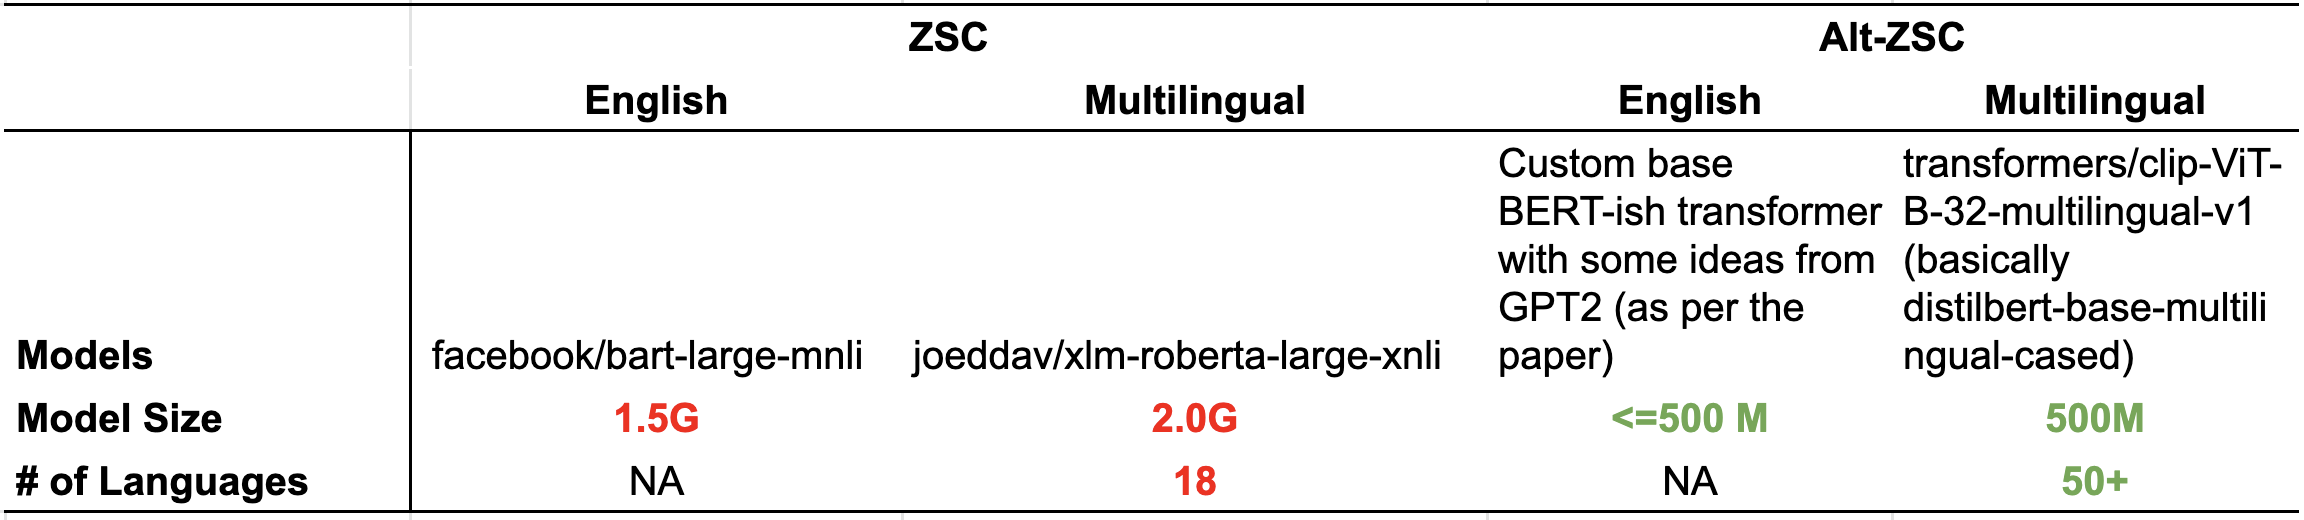 ZSC Alt-ZSC
English Multilingual English Multilingual
Models
facebook/bart-large-mnli
joeddav/xlm-roberta-large-xnli
Custom base
BERT-ish transformer
with some ideas from
GPT2 (as per the
paper)
transformers/clip-ViT-
B-32-multilingual-v1
(basically
distilbert-base-multili
ngual-cased)
Model Size 1.5G 2.0G <=500 M 500M
# of Languages NA 18 NA 50+